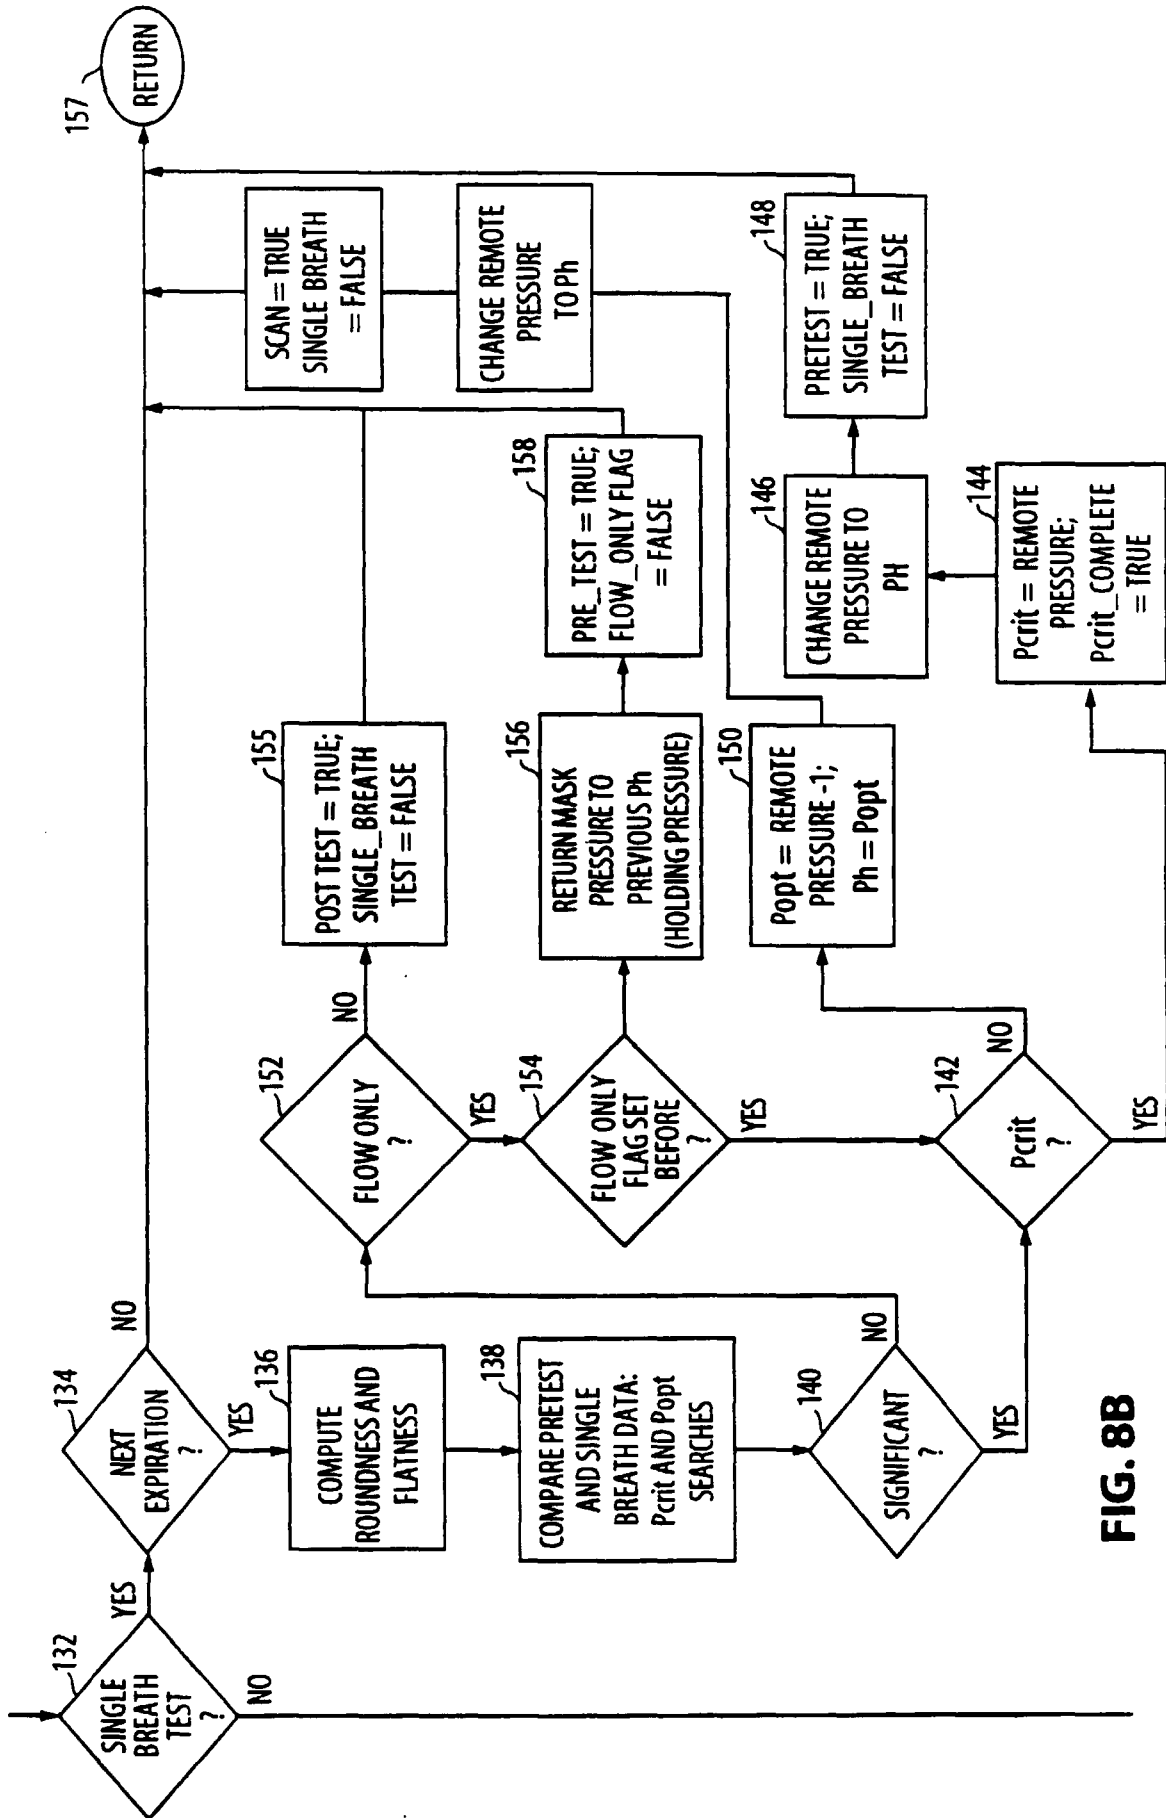 132
SINGLE
BREATH
TEST
?
YES
NO
134
NEXT
EXPIRATION
?
NO
YES
136
COMPUTE
ROUNDNESS AND
FLATNESS
138
COMPARE PRETEST
AND SINGLE
BREATH DATA:
Pcrit AND Popt
SEARCHES
140
SIGNIFICANT
?
NO
YES
152
FLOW ONLY
?
NO
YES
154
FLOW ONLY
FLAG SET
BEFORE
?
YES
142
Pcrit
?
NO
YES
155
POST TEST = TRUE;
SINGLE_BREATH
TEST = FALSE
156
RETURN MASK
PRESSURE TO
PREVIOUS Ph
(HOLDING PRESSURE)
158
PRE_TEST = TRUE;
FLOW_ONLY FLAG
= FALSE
150
Popt = REMOTE
PRESSURE -1;
Ph = Popt
144
Pcrit = REMOTE
PRESSURE;
Pcrit_COMPLETE
= TRUE
146
CHANGE REMOTE
PRESSURE TO
PH
148
PRETEST = TRUE;
SINGLE_BREATH
TEST = FALSE
CHANGE REMOTE
PRESSURE
TO Ph
SCAN = TRUE
SINGLE BREATH
= FALSE
157
RETURN
FIG. 8B